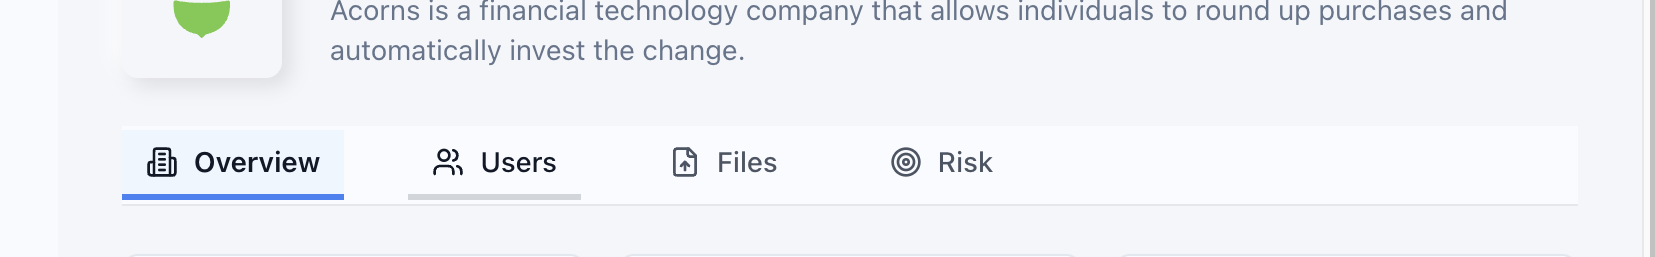 Acorns is a financial technology company that allows individuals to round up purchases and
automatically invest the change.
Overview Users Files Risk